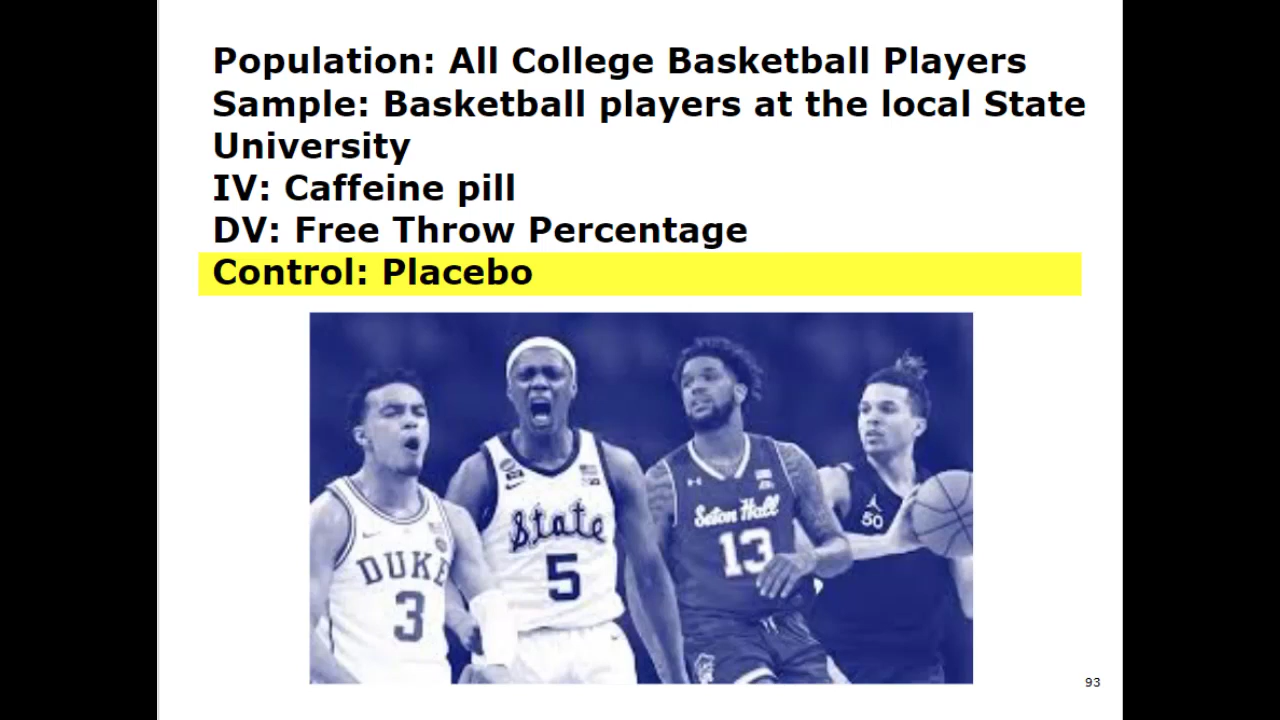 Population: All College Basketball Players
Sample: Basketball players at the local State
University
IV: Caffeine pill
DV: Free Throw Percentage
Control: Placebo
DUKE
3
State
5
Seton Hall
13
50
93